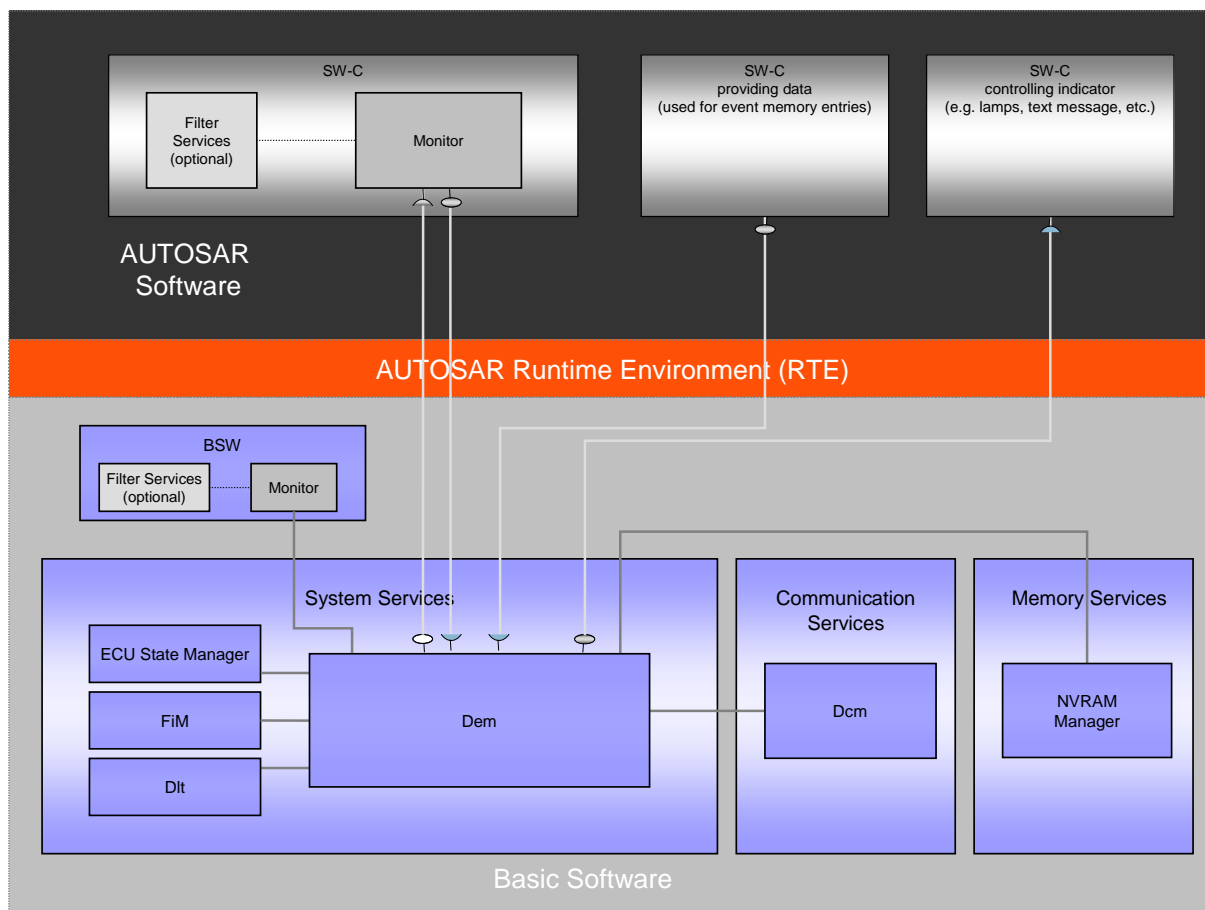 SW-C
Filter
Services
(optional)
Monitor
SW-C
providing data
(used for event memory entries)
SW-C
controlling indicator
(e.g. lamps, text message, etc.)
AUTOSAR
Software
AUTOSAR Runtime Environment (RTE)
BSW
Filter Services
(optional)
Monitor
System Services
ECU State Manager
FiM
Dlt
Dem
Communication
Services
Dcm
Memory Services
NVRAM
Manager
Basic Software